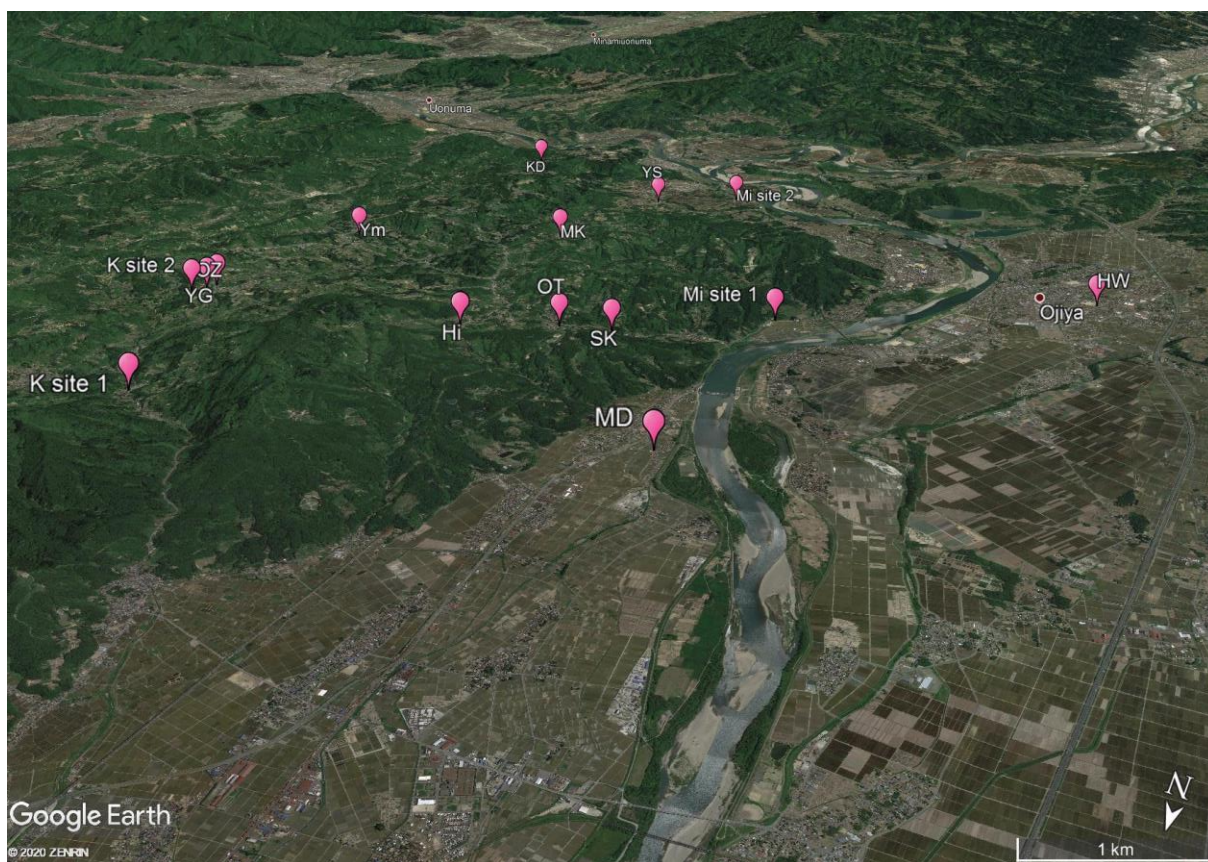 Minamiuonuma
Uonuma
KD
YS
Mi site 2
Ym
MK
K site 2
OZ
YG
Hi
OT
SK
Mi site 1
HW
Ojiya
K site 1
MD
N
Google Earth
© 2020 ZENRIN
1 km